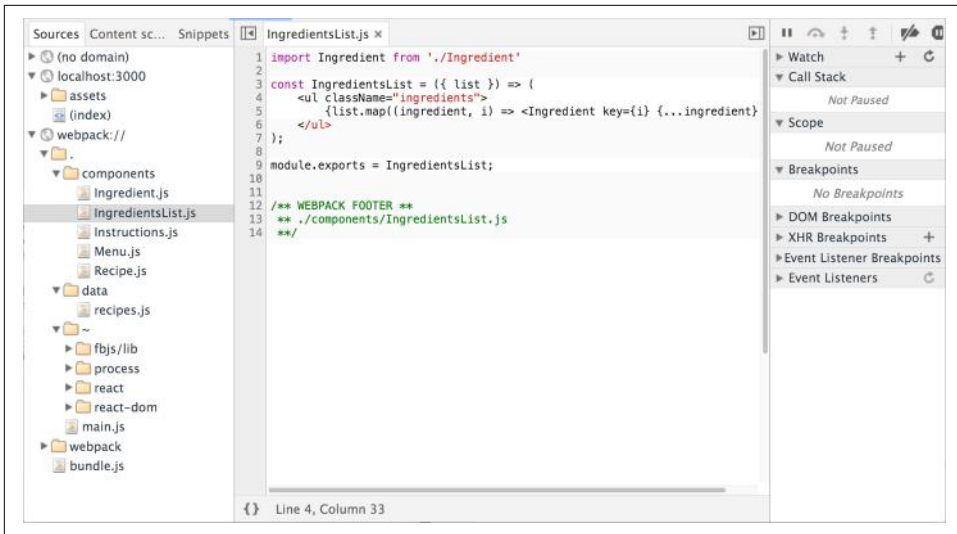 Sources Content sc... Snippets
(no domain)
localhost:3000
assets
(index)
webpack://
.
components
Ingredient.js
IngredientsList.js
Instructions.js
Menu.js
Recipe.js
data
recipes.js
~
fbjs/lib
process
react
react-dom
main.js
webpack
bundle.js
IngredientsList.js ×
1 import Ingredient from './Ingredient'
2
3 const IngredientsList = ({ list }) => (
4 <ul className="ingredients">
5 {list.map((ingredient, i) => <Ingredient key={i} {...ingredient}
6 </ul>
7 );
8
9 module.exports = IngredientsList;
10
11
12 /** WEBPACK FOOTER **
13 ** ./components/IngredientsList.js
14 **/
{} Line 4, Column 33
Watch +
Call Stack
Not Paused
Scope
Not Paused
Breakpoints
No Breakpoints
DOM Breakpoints
XHR Breakpoints +
Event Listener Breakpoints
Event Listeners